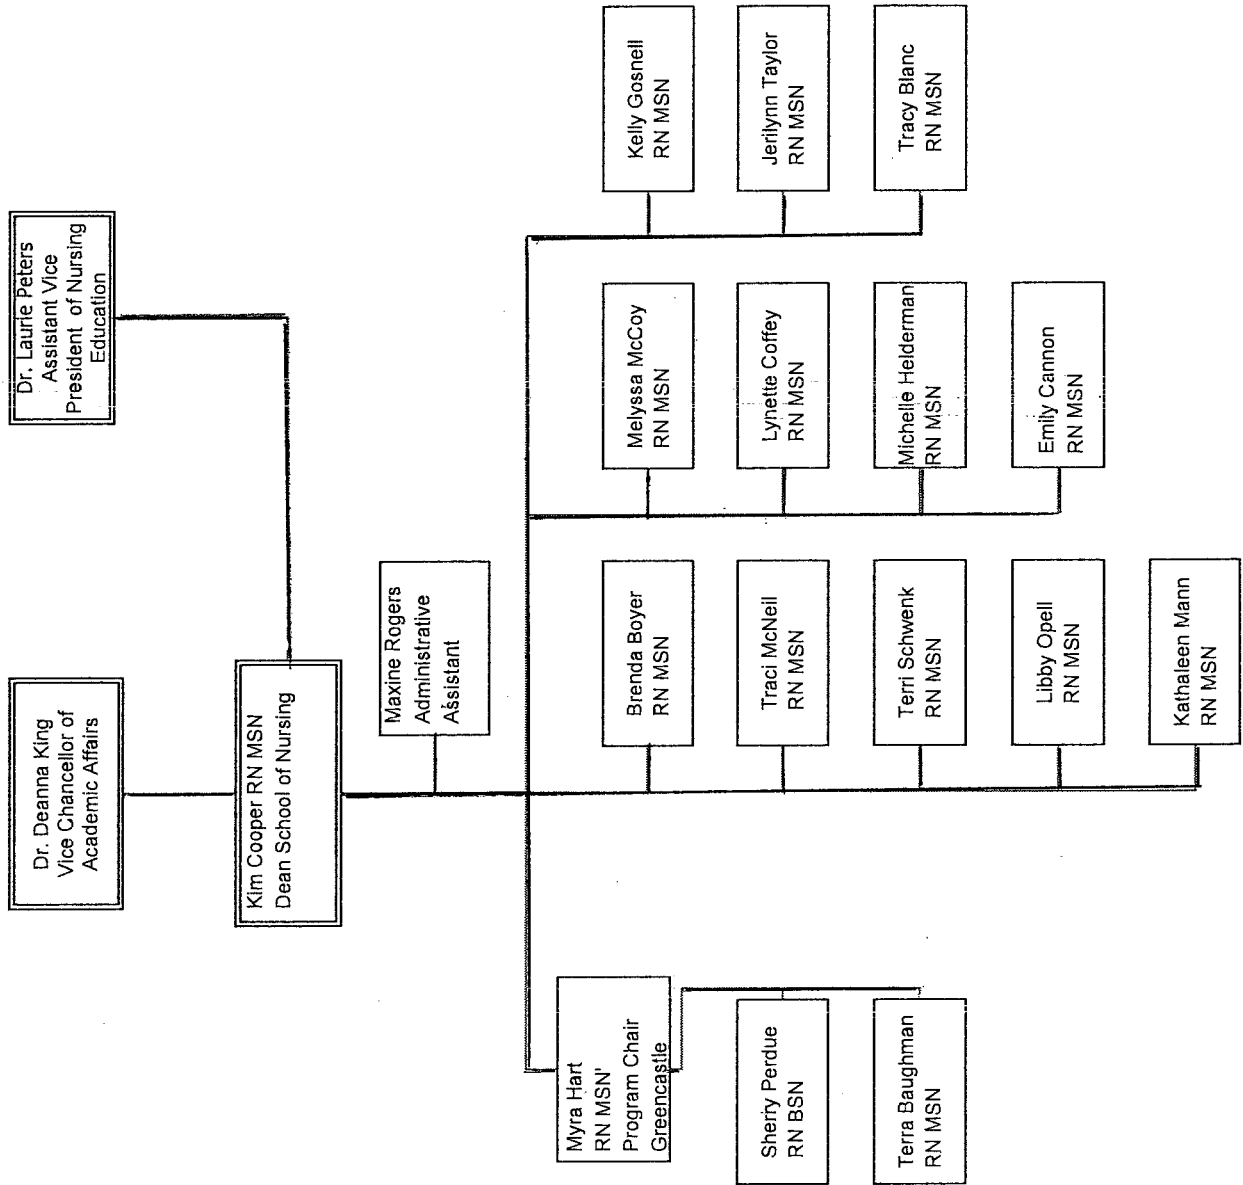 Dr. Deanna King
Vice Chancellor of
Academic Affairs
Dr. Laurie Peters
Assistant Vice
President of Nursing
Education
Kim Cooper RN MSN
Dean School of Nursing
Maxine Rogers
Administrative
Assistant
Myra Hart
RN MSN'
Program Chair
Greencastle
Sherry Perdue
RN BSN
Terra Baughman
RN MSN
Brenda Boyer
RN MSN
Traci McNeil
RN MSN
Terri Schwenk
RN MSN
Libby Opell
RN MSN
Kathaleen Mann
RN MSN
Melyssa McCoy
RN MSN
Lynette Coffey
RN MSN
Michelle Helderman
RN MSN
Emily Cannon
RN MSN
Kelly Gosnell
RN MSN
Jerilynn Taylor
RN MSN
Tracy Blanc
RN MSN